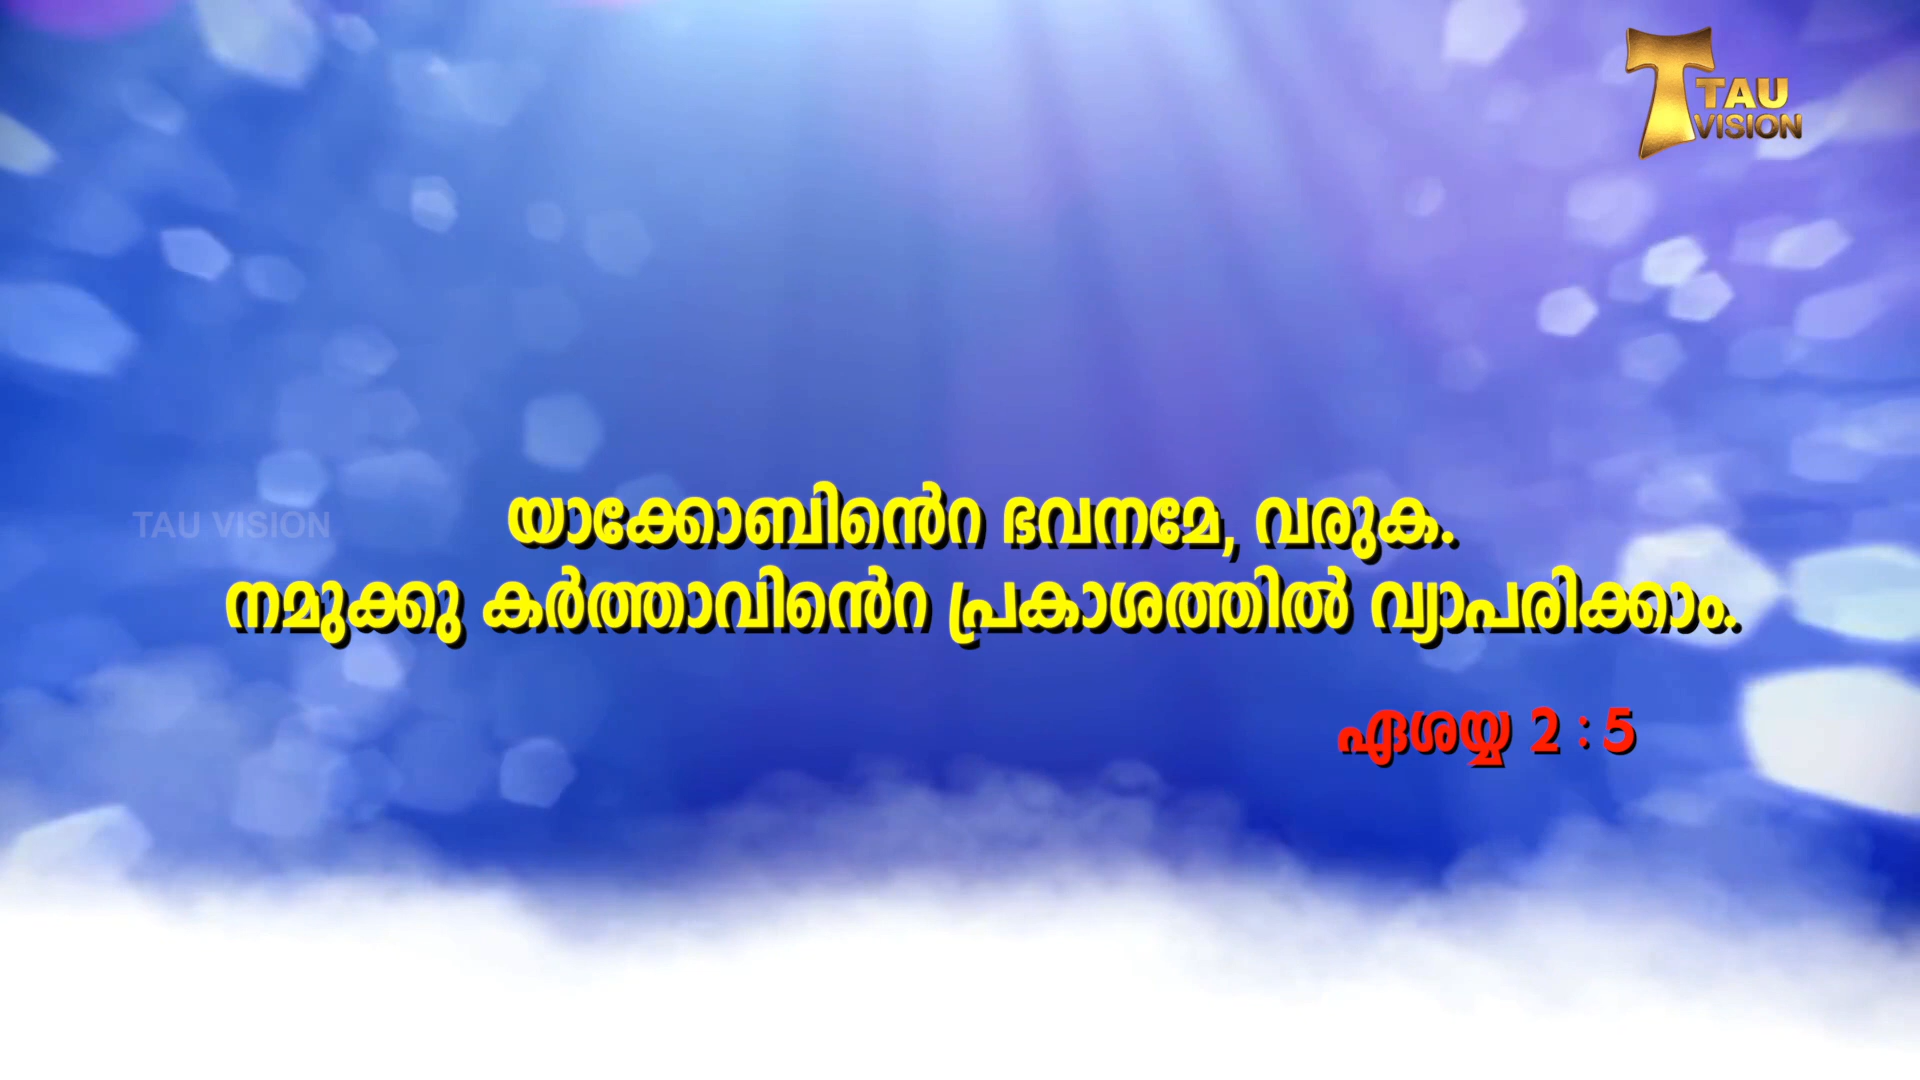 TAU
VISION
TAU VISION
യാക്കോബിൻെറ ഭവനമേ, വരുക.
നമുക്കു കർത്താവിൻെറ പ്രകാശത്തിൽ വ്യാപരിക്കാം.
ഏശയ്യ 2 : 5